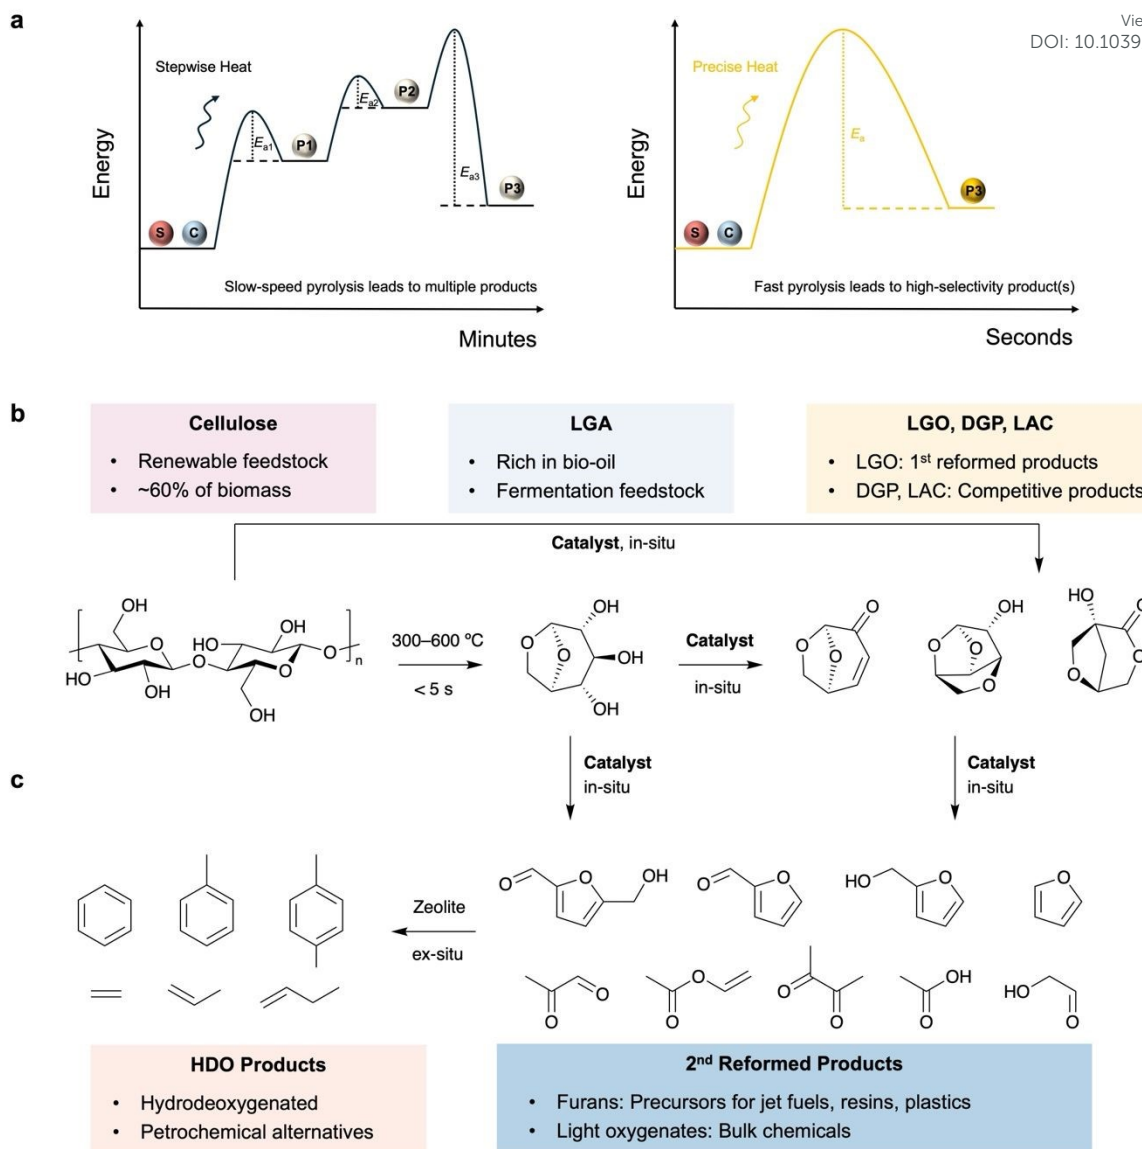 a
Vie
DOI: 10.1039
Stepwise Heat
Energy
S C
Ea1
P1
Ea2
P2
Ea3
P3
Slow-speed pyrolysis leads to multiple products
Minutes
Precise Heat
Energy
S C
Ea
P3
Fast pyrolysis leads to high-selectivity product(s)
Seconds
b
Cellulose
• Renewable feedstock
• ~60% of biomass
LGA
• Rich in bio-oil
• Fermentation feedstock
LGO, DGP, LAC
• LGO: 1st reformed products
• DGP, LAC: Competitive products
Catalyst, in-situ
OH
O
HO
OH
O
HO
OH
O
OH
O
n
300–600 ºC
< 5 s
O
O
OH
OH
OH
Catalyst
in-situ
O
O
O
OH
O
O
O
HO
O
O
O
Catalyst
in-situ
Catalyst
in-situ
c
Zeolite
ex-situ
O
O
OH
O
O
HO
O
O
O
O
O
O
O
O
OH
O
HO
O
HDO Products
• Hydrodeoxygenated
• Petrochemical alternatives
2nd Reformed Products
• Furans: Precursors for jet fuels, resins, plastics
• Light oxygenates: Bulk chemicals